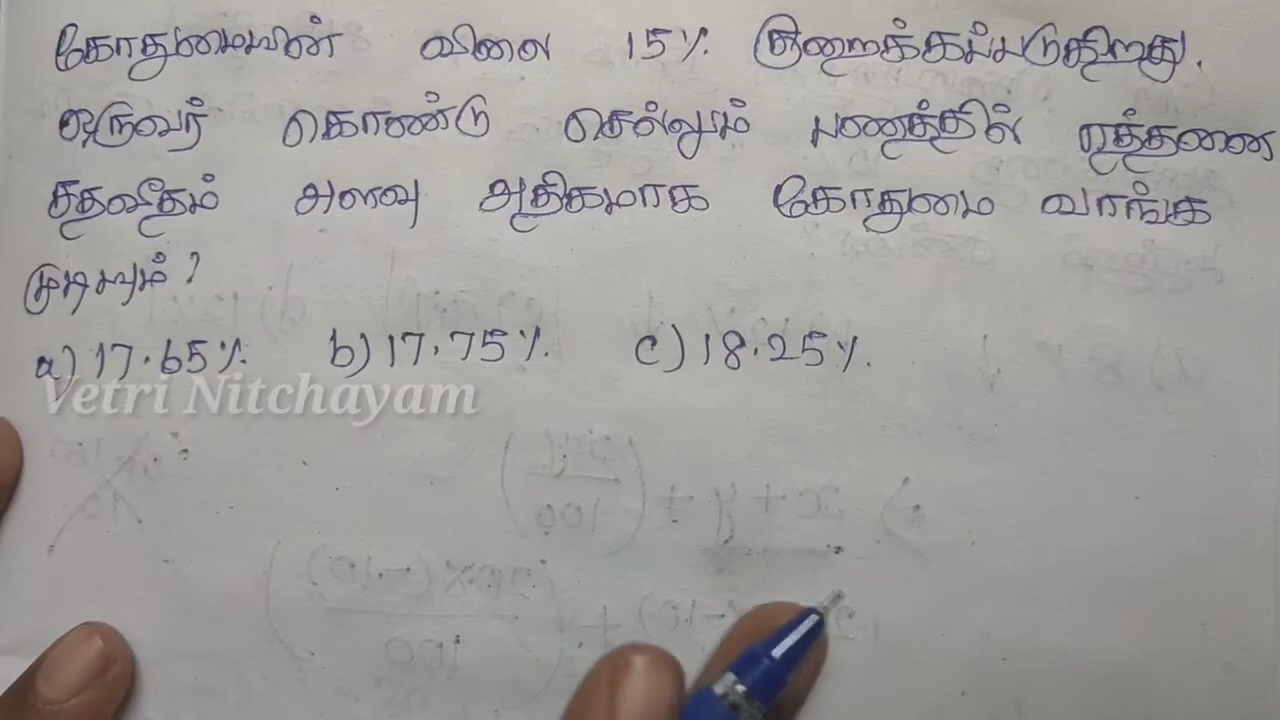 கோதுமையின் விலை 15% குறைக்கப்படுகிறது.
ஒருவர் கொண்டு செல்லும் பணத்தில் எத்தனை
சதவீதம் அளவு அதிகமாக கோதுமை வாங்க
முடியும்?
a) 17.65% b) 17.75% c) 18.25%.
Vetri Nitchayam